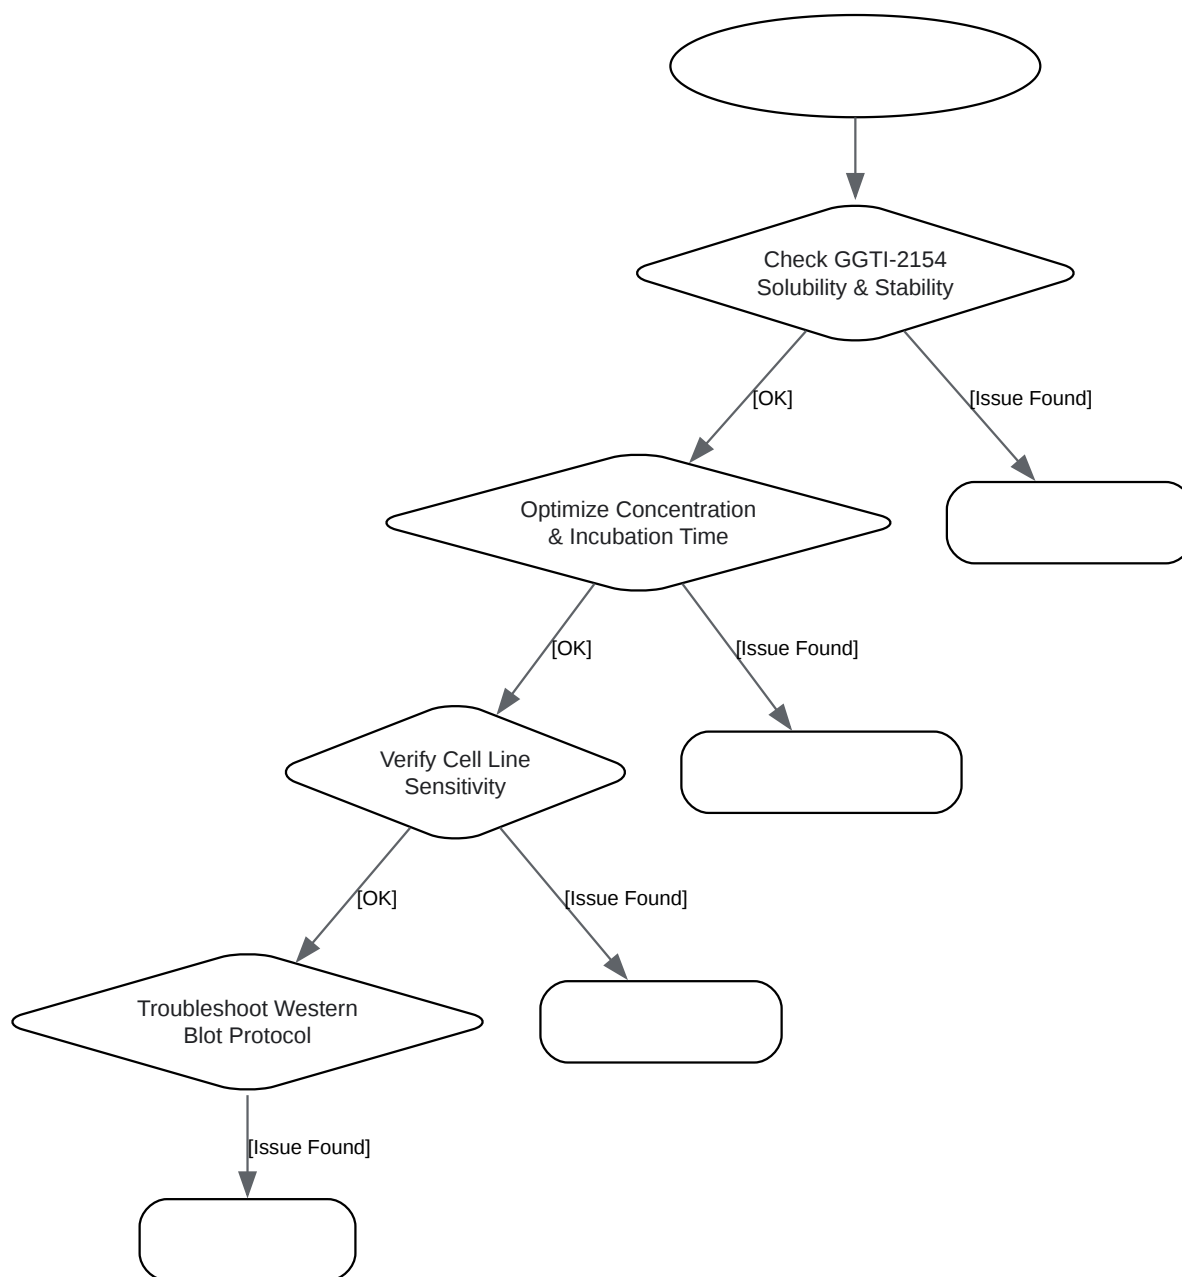 Check GGTI-2154
Solubility & Stability
[OK]
[Issue Found]
Optimize Concentration
& Incubation Time
[OK]
[Issue Found]
Verify Cell Line
Sensitivity
[OK]
[Issue Found]
Troubleshoot Western
Blot Protocol
[Issue Found]